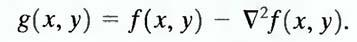 g(x, y) = f(x, y) − ∇²f(x, y).